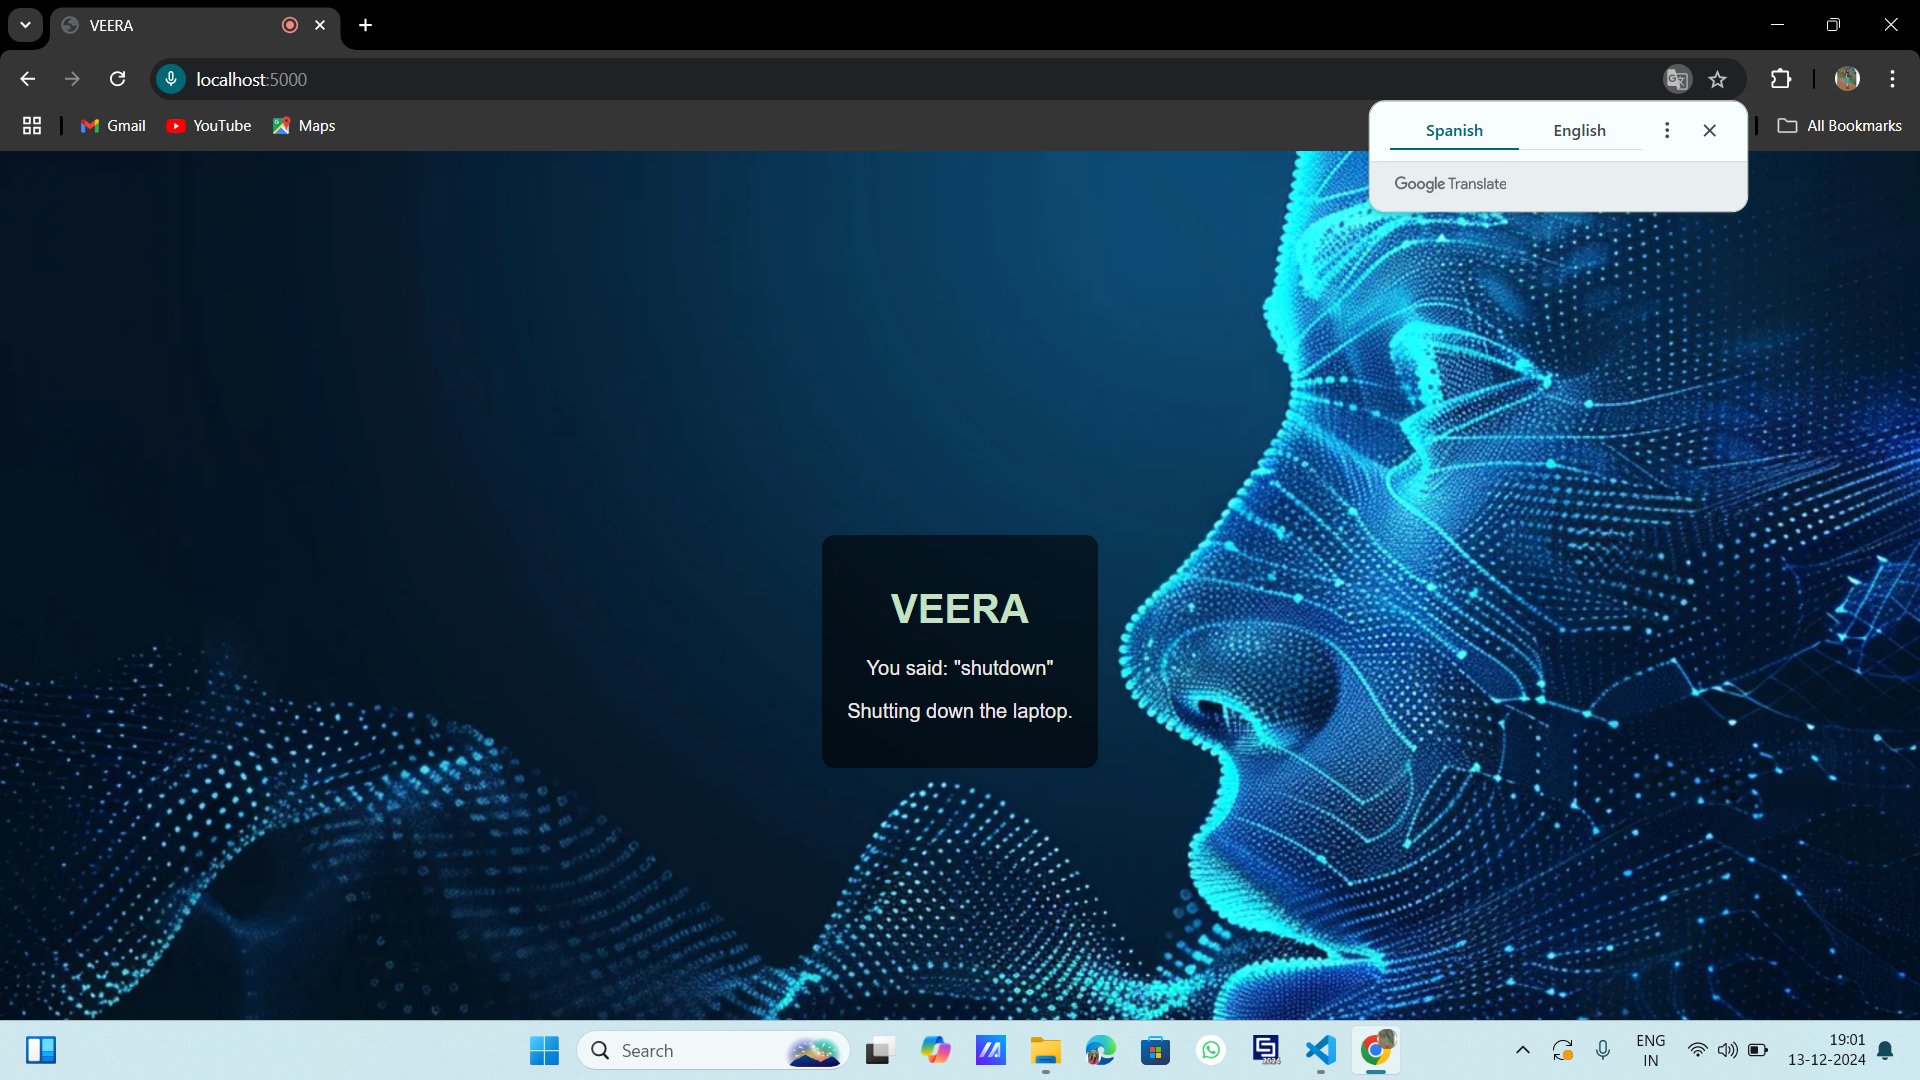 VEERA
localhost:5000
Gmail
YouTube
Maps
All Bookmarks
Spanish
English
Google Translate
VEERA
You said: "shutdown"
Shutting down the laptop.
Search
ENG
IN
19:01
13-12-2024